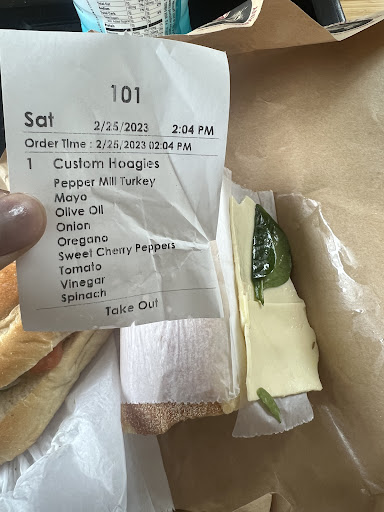 101
Sat 2/25/2023 2:04 PM
Order Time : 2/25/2023 02:04 PM
1 Custom Hoagies
Pepper Mill Turkey
Mayo
Olive Oil
Onion
Oregano
Sweet Cherry Peppers
Tomato
Vinegar
Spinach
Take Out